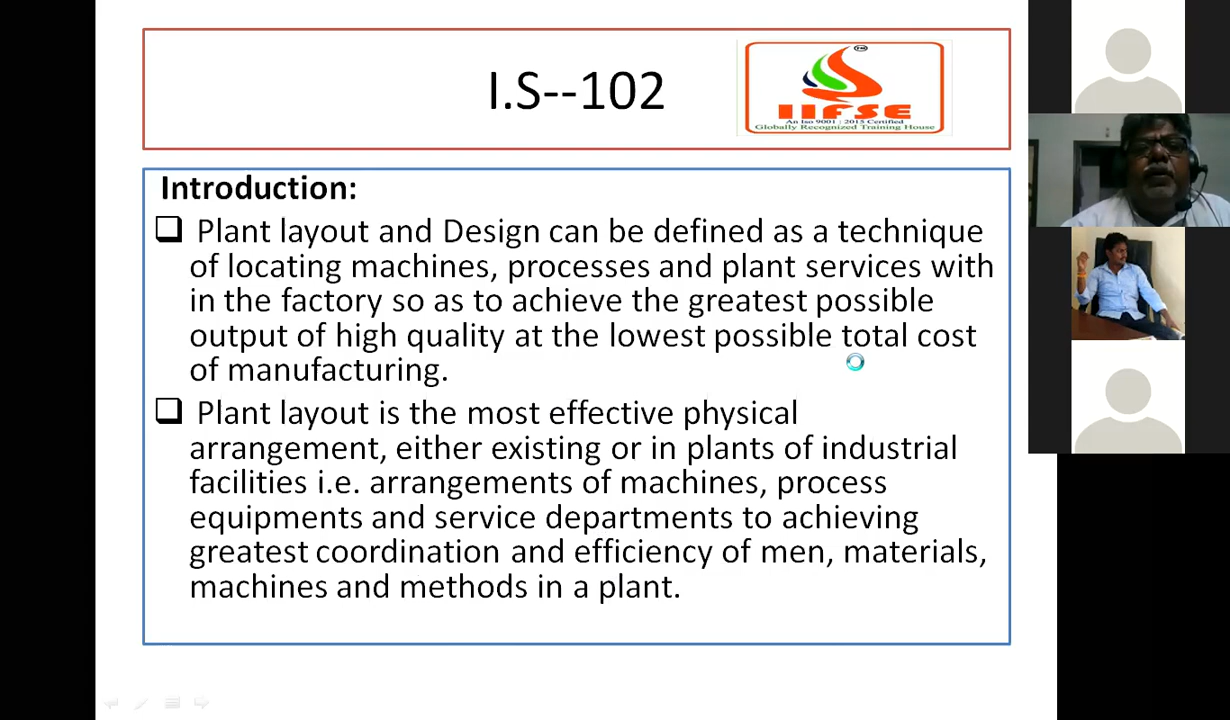 I.S--102
TM
IIFSE
An Iso 9001 : 2015 Certified
Globally Recognized Training House
Introduction:
Plant layout and Design can be defined as a technique
of locating machines, processes and plant services with
in the factory so as to achieve the greatest possible
output of high quality at the lowest possible total cost
of manufacturing.
Plant layout is the most effective physical
arrangement, either existing or in plants of industrial
facilities i.e. arrangements of machines, process
equipments and service departments to achieving
greatest coordination and efficiency of men, materials,
machines and methods in a plant.